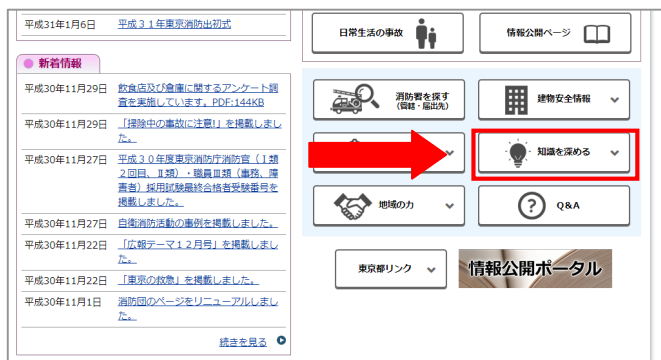 平成31年1月6日 平成３１年東京消防出初式
新着情報
平成30年11月29日 飲食店及び倉庫に関するアンケート調
査を実施しています。PDF:144KB
平成30年11月29日 「掃除中の事故に注意!」を掲載しまし
た。
平成30年11月27日 平成３０年度東京消防庁消防官（Ⅰ類
２回目、Ⅱ類）・職員Ⅲ類（事務、障
害者）採用試験最終合格者受験番号を
掲載しました。
平成30年11月27日 自衛消防活動の事例を掲載しました。
平成30年11月22日 「広報テーマ１２月号」を掲載しまし
た。
平成30年11月22日 「東京の救急」を掲載しました。
平成30年11月1日 消防団のページをリニューアルしまし
た。
続きを見る
日常生活の事故
情報公開ページ
消防署を探す
(管轄・届出先)
建物安全情報
知識を深める
地域の力
Q&A
東京都リンク
情報公開ポータル